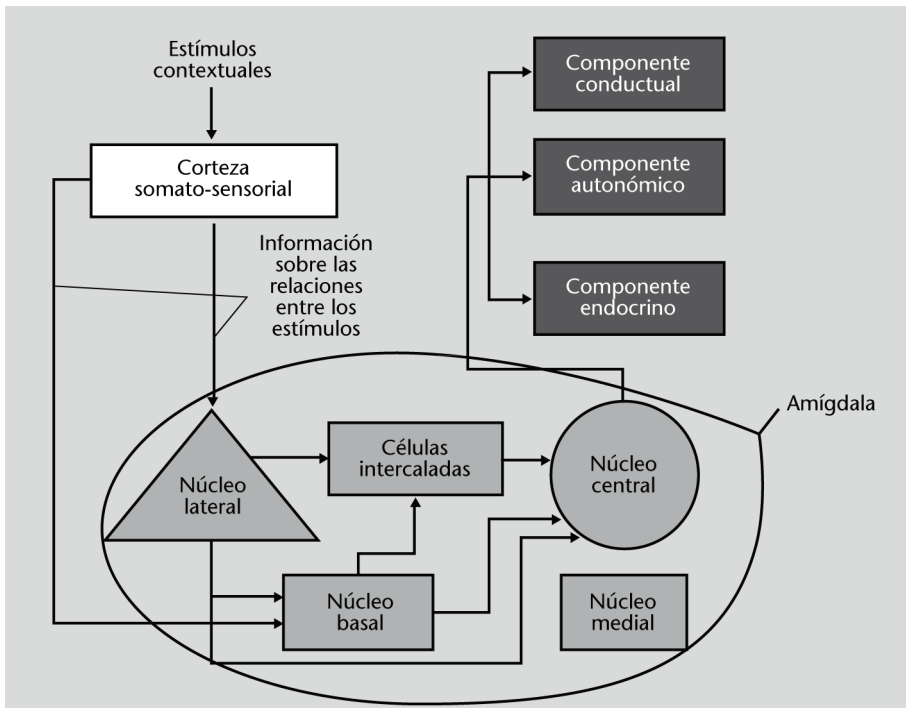 Estímulos
contextuales
Corteza
somato-sensorial
Información
sobre las
relaciones
entre los
estímulos
Componente
conductual
Componente
autonómico
Componente
endocrino
Amígdala
Núcleo
lateral
Células
intercaladas
Núcleo
central
Núcleo
basal
Núcleo
medial